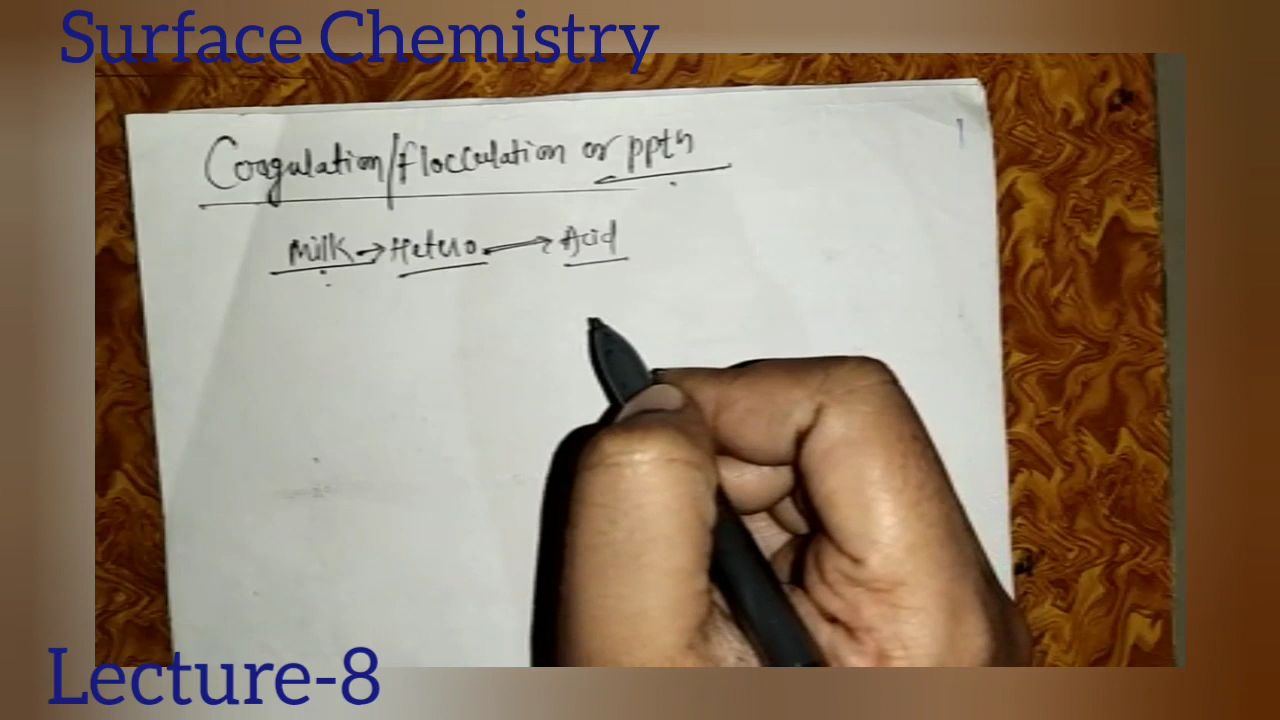 Surface Chemistry
Coagulation/flocculation or pptn
Milk → Hetero. → Acid
Lecture-8